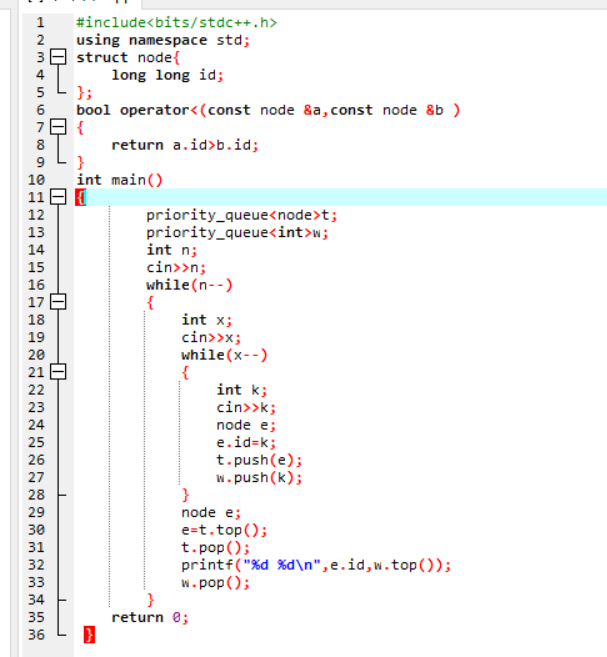 1 #include<bits/stdc++.h>
2 using namespace std;
3 struct node{
4     long long id;
5 };
6 bool operator<(const node &a,const node &b )
7 {
8     return a.id>b.id;
9 }
10 int main()
11 {
12         priority_queue<node>t;
13         priority_queue<int>w;
14         int n;
15         cin>>n;
16         while(n--)
17         {
18             int x;
19             cin>>x;
20             while(x--)
21             {
22                 int k;
23                 cin>>k;
24                 node e;
25                 e.id=k;
26                 t.push(e);
27                 w.push(k);
28             }
29             node e;
30             e=t.top();
31             t.pop();
32             printf("%d %d\n",e.id,w.top());
33             w.pop();
34         }
35     return 0;
36 }